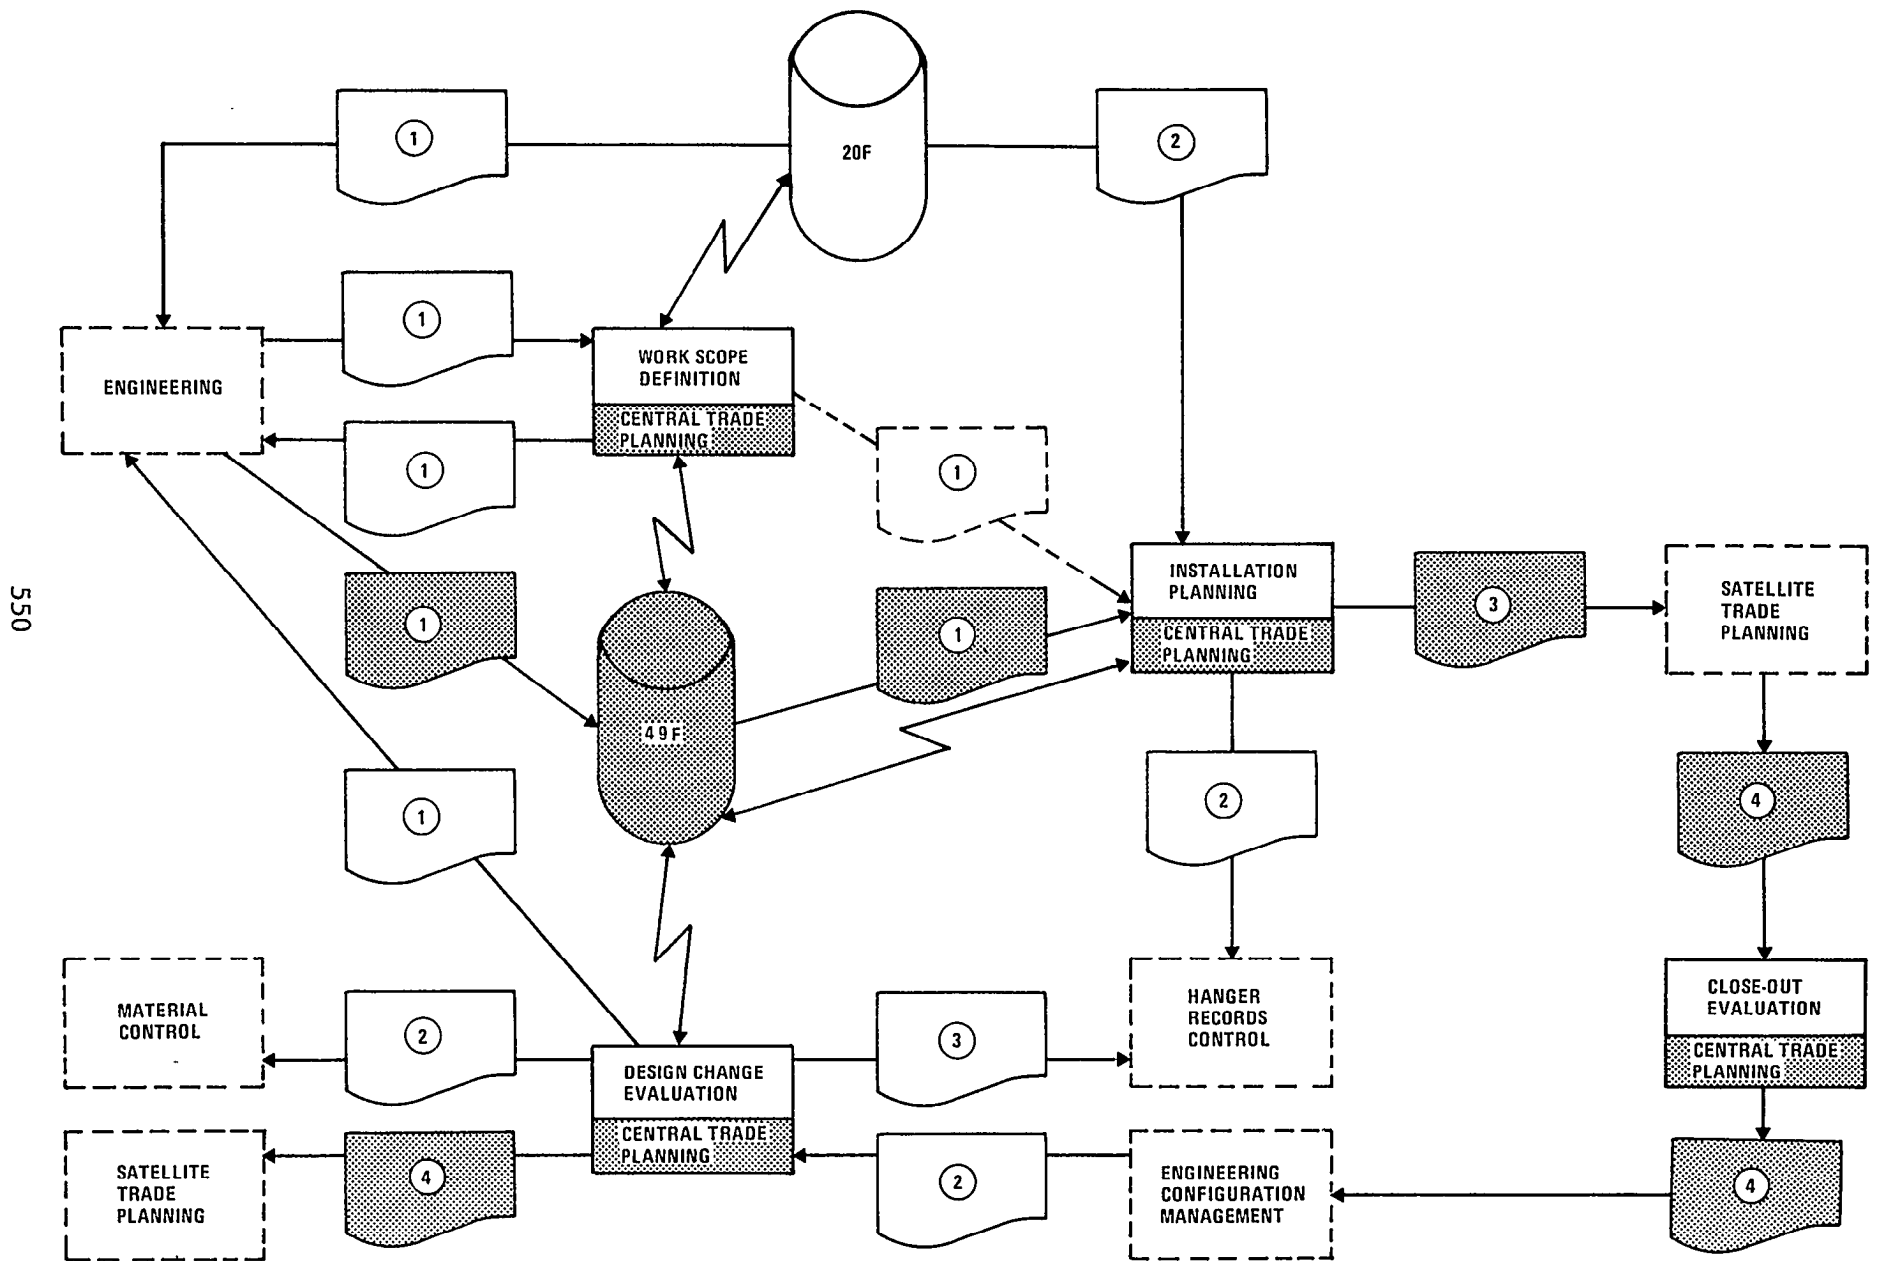 20F
1
2
1
ENGINEERING
WORK SCOPE
DEFINITION
CENTRAL TRADE
PLANNING
1
1
1
1
INSTALLATION
PLANNING
CENTRAL TRADE
PLANNING
3
SATELLITE
TRADE
PLANNING
550
49F
1
2
4
MATERIAL
CONTROL
2
DESIGN CHANGE
EVALUATION
CENTRAL TRADE
PLANNING
3
HANGER
RECORDS
CONTROL
CLOSE-OUT
EVALUATION
CENTRAL TRADE
PLANNING
SATELLITE
TRADE
PLANNING
4
2
ENGINEERING
CONFIGURATION
MANAGEMENT
4